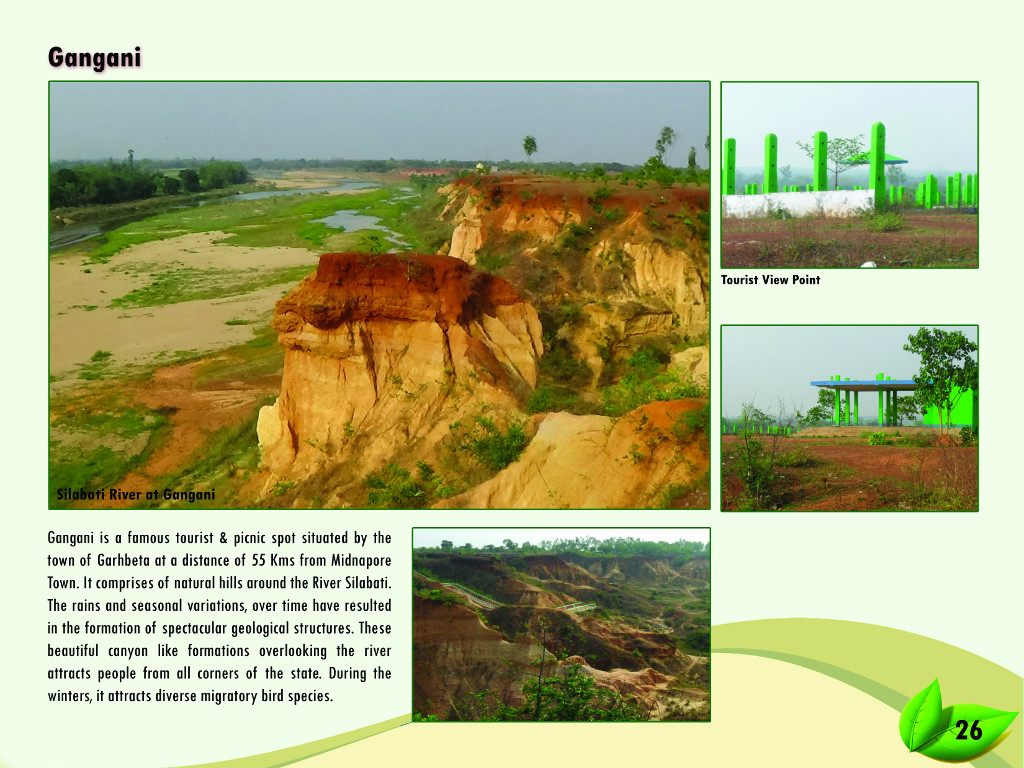 Gangani
Tourist View Point
Silabati River at Gangani
Gangani is a famous tourist & picnic spot situated by the
town of Garhbeta at a distance of 55 Kms from Midnapore
Town. It comprises of natural hills around the River Silabati.
The rains and seasonal variations, over time have resulted
in the formation of spectacular geological structures. These
beautiful canyon like formations overlooking the river
attracts people from all corners of the state. During the
winters, it attracts diverse migratory bird species.
26